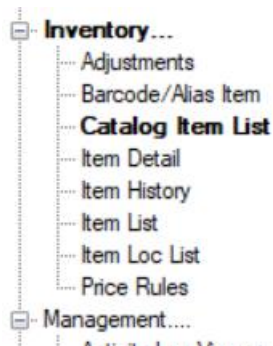 Inventory...
Adjustments
Barcode/Alias Item
Catalog Item List
Item Detail
Item History
Item List
Item Loc List
Price Rules
Management....